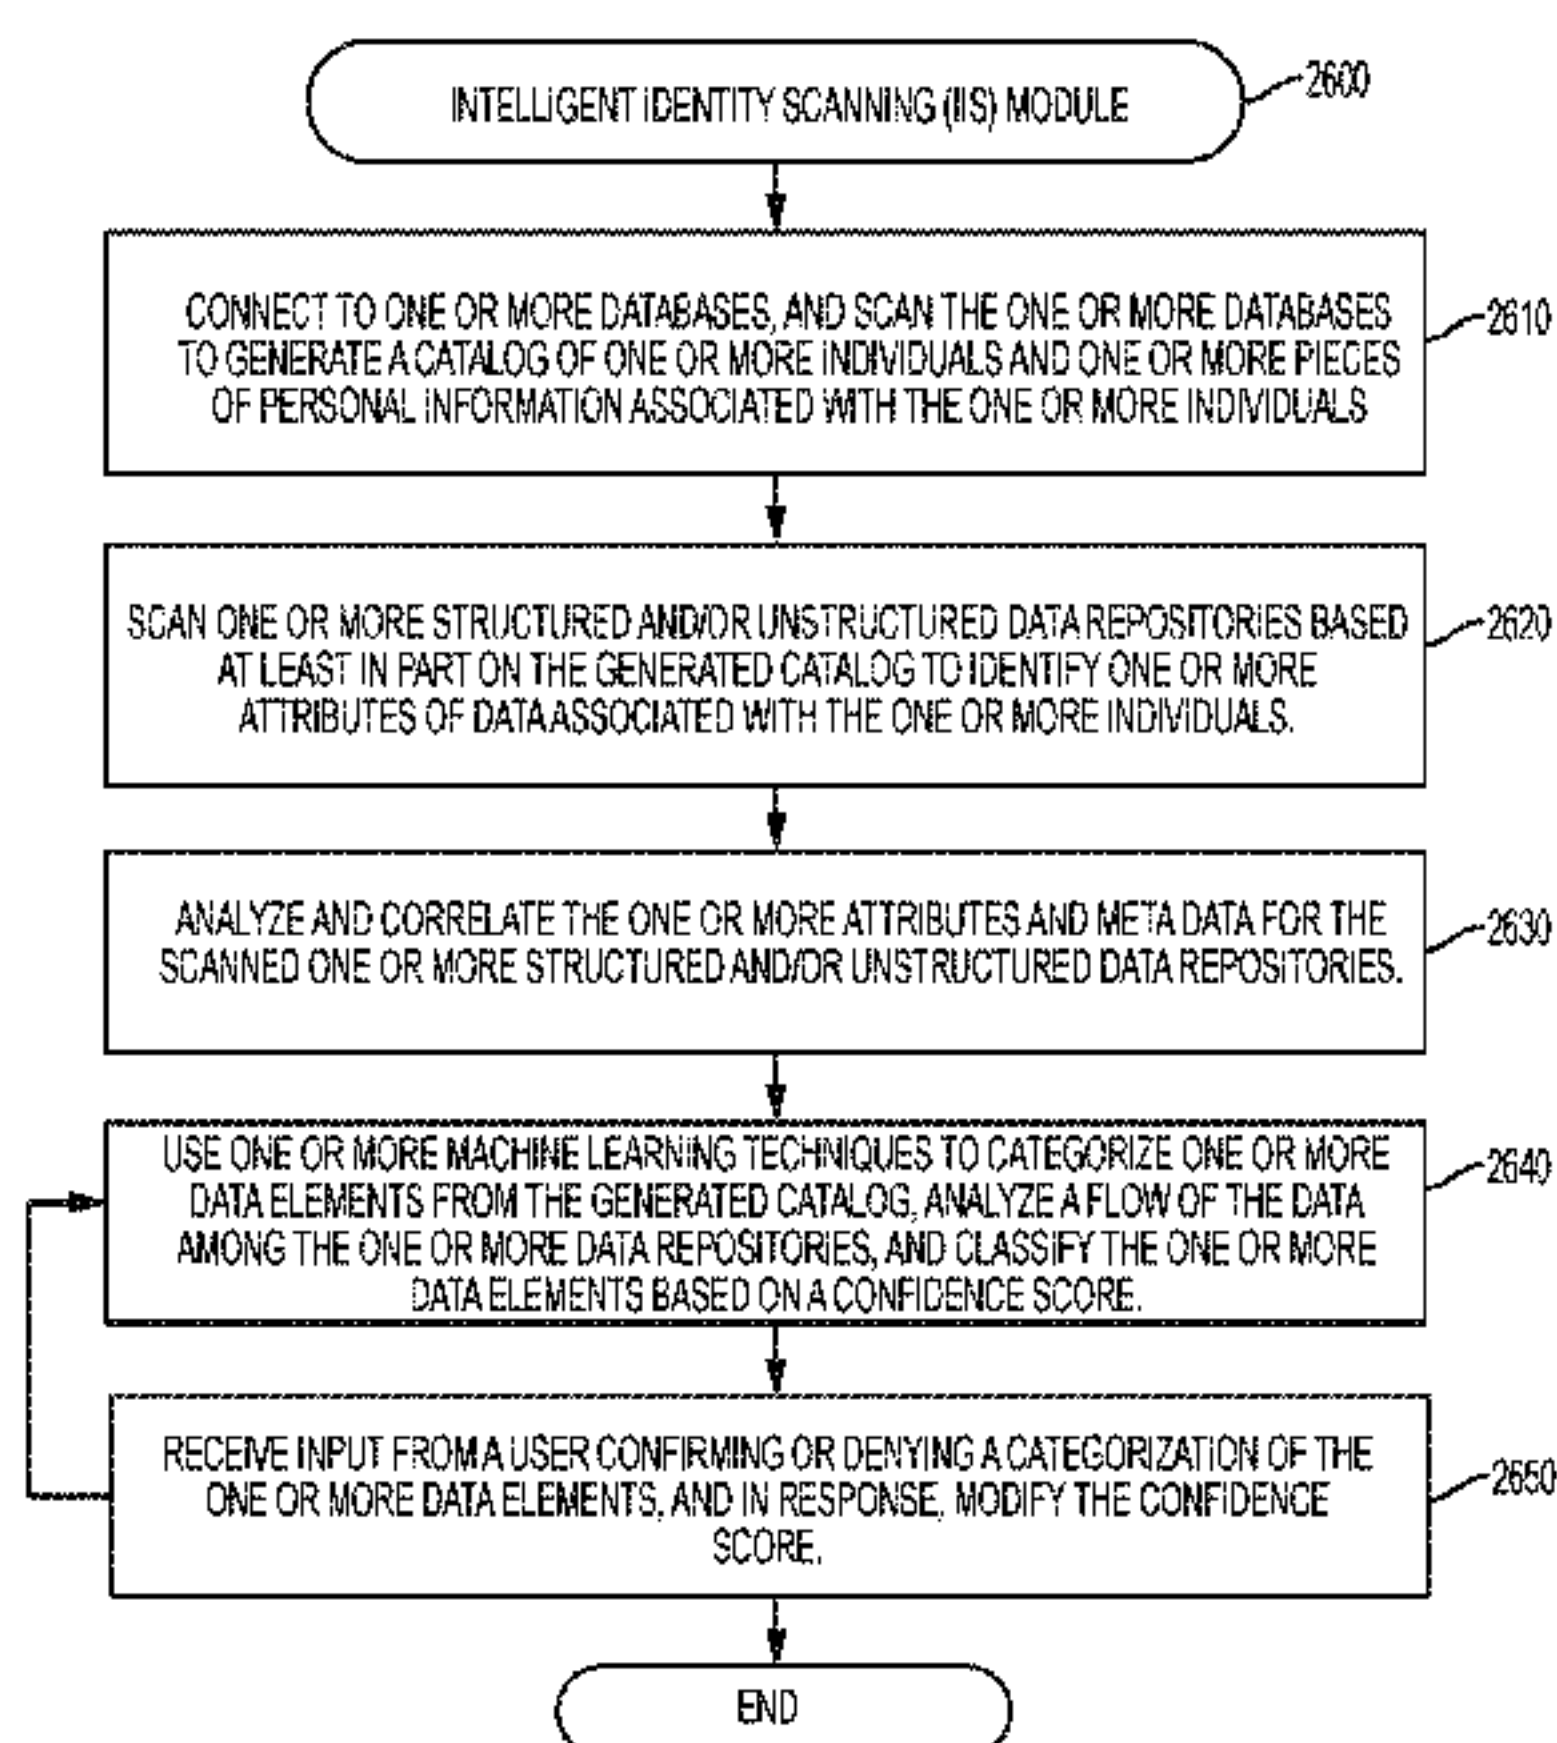 INTELLIGENT IDENTITY SCANNING (IIS) MODULE
2600
CONNECT TO ONE OR MORE DATABASES, AND SCAN THE ONE OR MORE DATABASES
TO GENERATE A CATALOG OF ONE OR MORE INDIVIDUALS AND ONE OR MORE PIECES
OF PERSONAL INFORMATION ASSOCIATED WITH THE ONE OR MORE INDIVIDUALS
2610
SCAN ONE OR MORE STRUCTURED AND/OR UNSTRUCTURED DATA REPOSITORIES BASED
AT LEAST IN PART ON THE GENERATED CATALOG TO IDENTIFY ONE OR MORE
ATTRIBUTES OF DATA ASSOCIATED WITH THE ONE OR MORE INDIVIDUALS.
2620
ANALYZE AND CORRELATE THE ONE OR MORE ATTRIBUTES AND META DATA FOR THE
SCANNED ONE OR MORE STRUCTURED AND/OR UNSTRUCTURED DATA REPOSITORIES.
2630
USE ONE OR MORE MACHINE LEARNING TECHNIQUES TO CATEGORIZE ONE OR MORE
DATA ELEMENTS FROM THE GENERATED CATALOG, ANALYZE A FLOW OF THE DATA
AMONG THE ONE OR MORE DATA REPOSITORIES, AND CLASSIFY THE ONE OR MORE
DATA ELEMENTS BASED ON A CONFIDENCE SCORE.
2640
RECEIVE INPUT FROM A USER CONFIRMING OR DENYING A CATEGORIZATION OF THE
ONE OR MORE DATA ELEMENTS, AND IN RESPONSE, MODIFY THE CONFIDENCE
SCORE.
2650
END